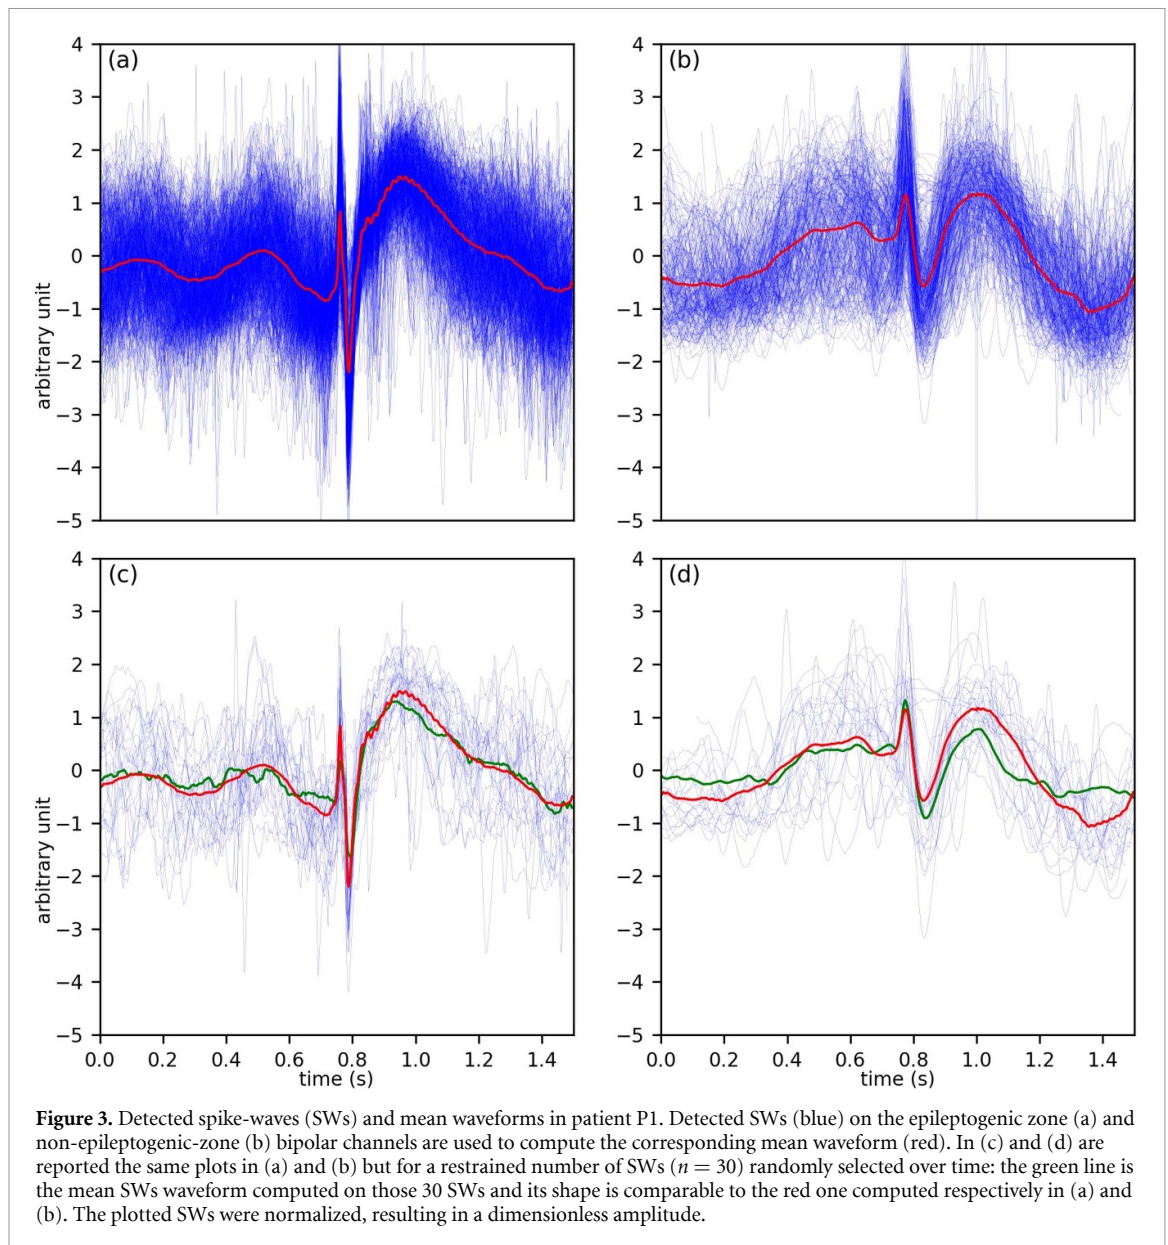 (a)
(b)
4
3
2
1
0
−1
−2
−3
−4
−5
arbitrary unit
4
3
2
1
0
−1
−2
−3
−4
−5
(c)
(d)
4
3
2
1
0
−1
−2
−3
−4
−5
arbitrary unit
0.0 0.2 0.4 0.6 0.8 1.0 1.2 1.4
time (s)
4
3
2
1
0
−1
−2
−3
−4
−5
0.0 0.2 0.4 0.6 0.8 1.0 1.2 1.4
time (s)
Figure 3. Detected spike-waves (SWs) and mean waveforms in patient P1. Detected SWs (blue) on the epileptogenic zone (a) and
non-epileptogenic-zone (b) bipolar channels are used to compute the corresponding mean waveform (red). In (c) and (d) are
reported the same plots in (a) and (b) but for a restrained number of SWs (n = 30) randomly selected over time: the green line is
the mean SWs waveform computed on those 30 SWs and its shape is comparable to the red one computed respectively in (a) and
(b). The plotted SWs were normalized, resulting in a dimensionless amplitude.